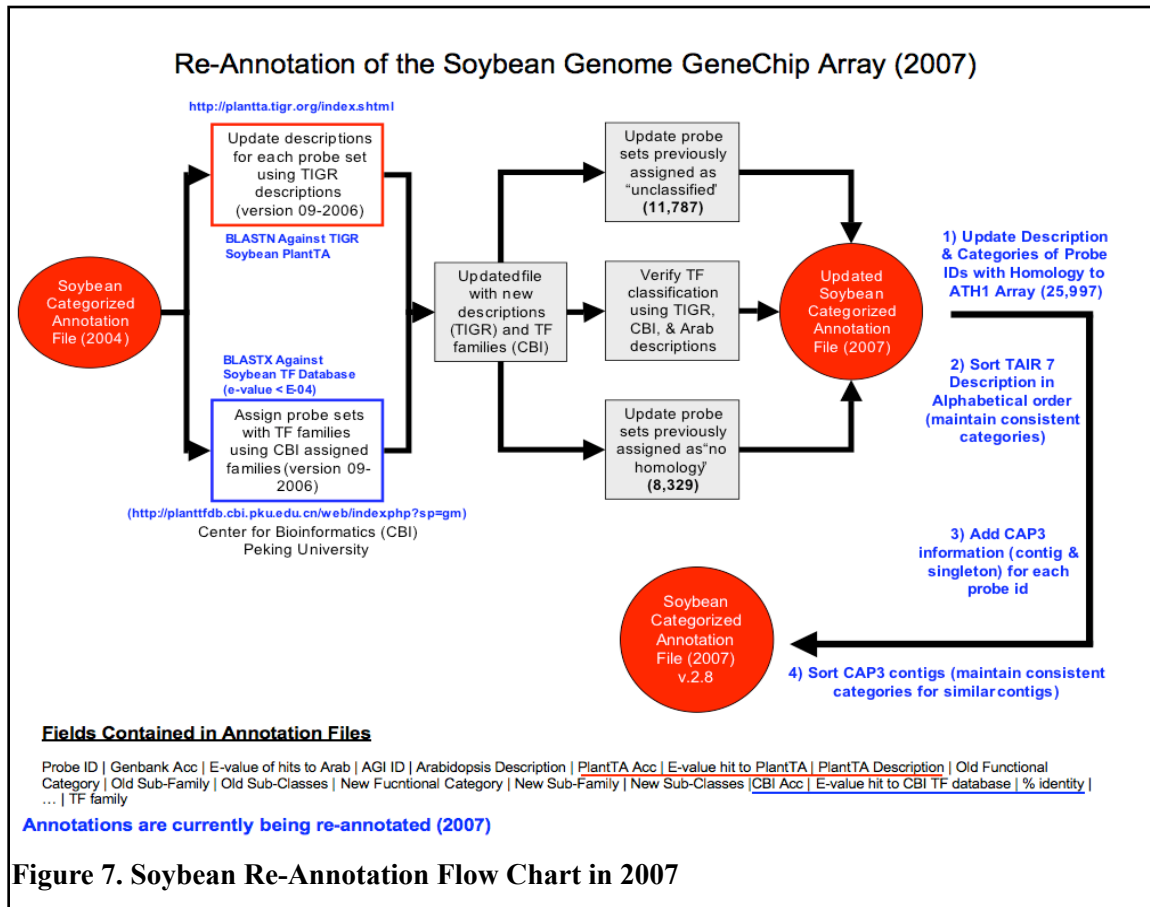 Re-Annotation of the Soybean Genome GeneChip Array (2007)
http://plantta.tigr.org/index.shtml
Update descriptions
for each probe set
using TIGR
descriptions
(version 09-2006)
BLASTN Against TIGR
Soybean PlantTA
Soybean
Categorized
Annotation
File (2004)
BLASTX Against
Soybean TF Database
(e-value < E-04)
Assign probe sets
with TF families
using CBI assigned
families (version 09-
2006)
(http://planttfdb.cbi.pku.edu.cn/web/indexphp?sp=gm)
Center for Bioinformatics (CBI)
Peking University
Updated file
with new
descriptions
(TIGR) and TF
families (CBI)
Update probe
sets previously
assigned as
“unclassified”
(11,787)
Verify TF
classification
using TIGR,
CBI, & Arab
descriptions
Update probe
sets previously
assigned as“no
homology”
(8,329)
Updated
Soybean
Categorized
Annotation
File (2007)
1) Update Description
& Categories of Probe
IDs with Homology to
ATH1 Array (25,997)
2) Sort TAIR 7
Description in
Alphabetical order
(maintain consistent
categories)
3) Add CAP3
information (contig &
singleton) for each
probe id
4) Sort CAP3 contigs (maintain consistent
categories for similar contigs)
Soybean
Categorized
Annotation
File (2007)
v.2.8
Fields Contained in Annotation Files
Probe ID | Genbank Acc | E-value of hits to Arab | AGI ID | Arabidopsis Description | PlantTA Acc | E-value hit to PlantTA | PlantTA Description | Old Functional
Category | Old Sub-Family | Old Sub-Classes | New Fucntional Category | New Sub-Family | New Sub-Classes |CBI Acc | E-value hit to CBI TF database | % identity |
… | TF family
Annotations are currently being re-annotated (2007)
Figure 7. Soybean Re-Annotation Flow Chart in 2007